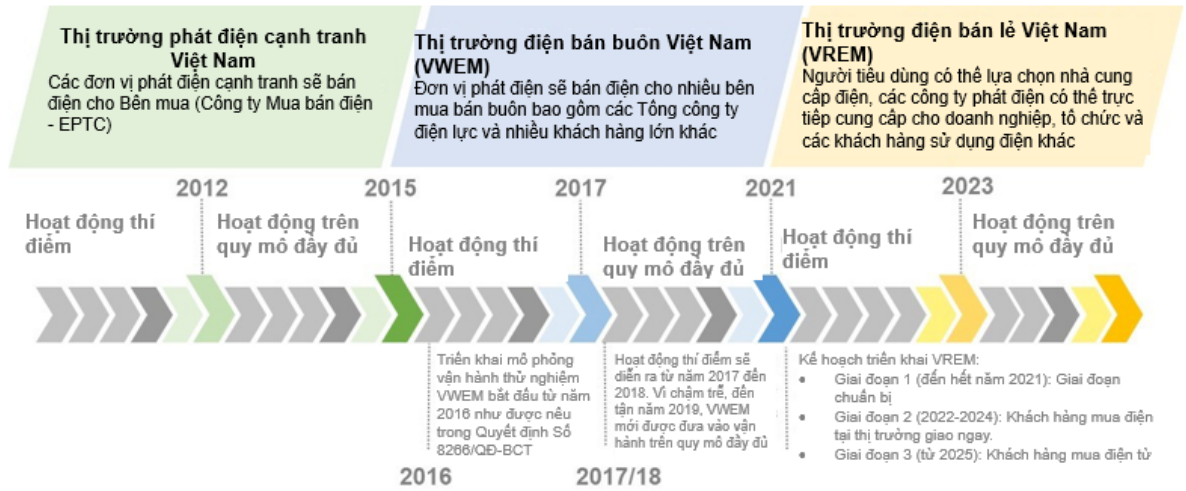 Thị trường phát điện cạnh tranh
Việt Nam
Các đơn vị phát điện cạnh tranh sẽ bán
điện cho Bên mua (Công ty Mua bán điện
- EPTC)
Thị trường điện bán buôn Việt Nam
(VWEM)
Đơn vị phát điện sẽ bán điện cho nhiều bên
mua bán buôn bao gồm các Tổng công ty
điện lực và nhiều khách hàng lớn khác
Thị trường điện bán lẻ Việt Nam
(VREM)
Người tiêu dùng có thể lựa chọn nhà cung
cấp điện, các công ty phát điện có thể trực
tiếp cung cấp cho doanh nghiệp, tổ chức và
các khách hàng sử dụng điện khác
2012
2015
2017
2021
2023
Hoạt động thí
điểm
Hoạt động trên
quy mô đầy đủ
Hoạt động thí
điểm
Hoạt động trên
quy mô đầy đủ
Hoạt động thí
điểm
Hoạt động trên
quy mô đầy đủ
Triển khai mô phỏng
vận hành thử nghiệm
VWEM bắt đầu từ năm
2016 như được nêu
trong Quyết định Số
8266/QĐ-BCT
Hoạt động thí điểm sẽ
diễn ra từ năm 2017 đến
2018. Vì chậm trễ, đến
tận năm 2019, VWEM
mới được đưa vào vận
hành trên quy mô đầy đủ
Kế hoạch triển khai VREM:
• Giai đoạn 1 (đến hết năm 2021): Giai đoạn
chuẩn bị
• Giai đoạn 2 (2022-2024): Khách hàng mua điện
tại thị trường giao ngay.
• Giai đoạn 3 (từ 2025): Khách hàng mua điện từ
2016
2017/18